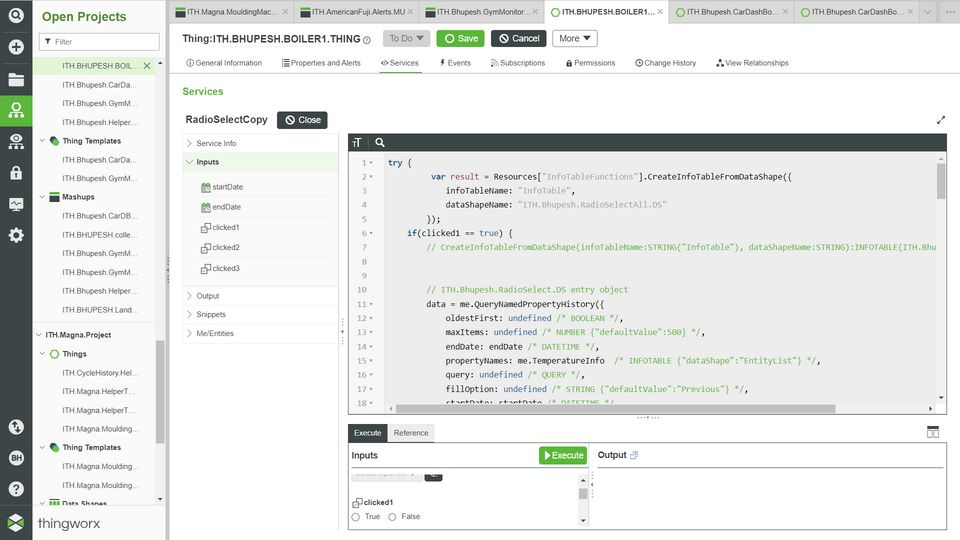 Open Projects
Filter
ITH.BHUPESH.BOIL...
ITH.Bhupesh.CarDa...
ITH.Bhupesh.GymM...
ITH.Bhupesh.Helper...
Thing Templates
ITH.Bhupesh.CarDa...
ITH.Bhupesh.GymM...
Mashups
ITH.Bhupesh.CarDB...
ITH.BHUPESH.colle...
ITH.Bhupesh.GymM...
ITH.Bhupesh.GymM...
ITH.Bhupesh.Helper...
ITH.BHUPESH.Land...
ITH.Magna.Project
Things
ITH.CycleHistory.Hel...
ITH.Magna.HelperT...
ITH.Magna.HelperT...
ITH.Magna.Moulding...
Thing Templates
ITH.Magna.Moulding...
ITH.Magna.Moulding...
Data Shapes
BH
thingworx
ITH.Magna.MouldingMac...
ITH.AmericanFuji.Alerts.MU
ITH.Bhupesh.GymMonitor...
ITH.BHUPESH.BOILER1....
ITH.Bhupesh.CarDashBo...
ITH.Bhupesh.CarDashBo...
Thing:ITH.BHUPESH.BOILER1.THING
To Do
Save
Cancel
More
General Information
Properties and Alerts
Services
Events
Subscriptions
Permissions
Change History
View Relationships
Services
RadioSelectCopy
Close
Service Info
Inputs
startDate
endDate
clicked1
clicked2
clicked3
Output
Snippets
Me/Entities
1 try {
2 var result = Resources["InfoTableFunctions"].CreateInfoTableFromDataShape({
3 infoTableName: "InfoTable",
4 dataShapeName: "ITH.Bhupesh.RadioSelectAll.DS"
5 });
6 if(clicked1 == true) {
7 // CreateInfoTableFromDataShape(infoTableName:STRING("InfoTable"), dataShapeName:STRING):INFOTABLE(ITH.Bhu
8
9
10 // ITH.Bhupesh.RadioSelect.DS entry object
11 data = me.QueryNamedPropertyHistory({
12 oldestFirst: undefined /* BOOLEAN */,
13 maxItems: undefined /* NUMBER {"defaultValue":500} */,
14 endDate: endDate /* DATETIME */,
15 propertyNames: me.TemperatureInfo /* INFOTABLE {"dataShape":"EntityList"} */,
16 query: undefined /* QUERY */,
17 fillOption: undefined /* STRING {"defaultValue":"Previous"} */,
18 startDate: startDate /* DATETIME */
Execute
Reference
Inputs
Execute
Output
clicked1
True
False